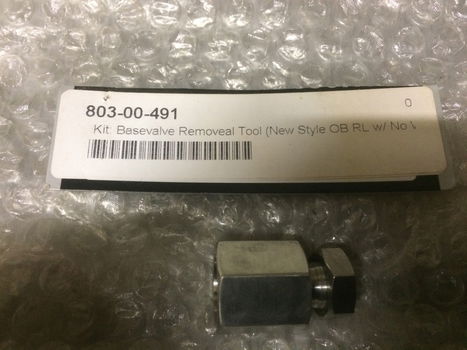 803-00-491
0
Kit: Basevalve Removeal Tool (New Style OB RL w/ No